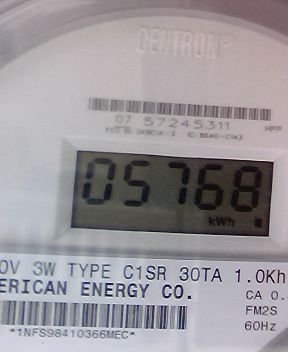 CENTRON®
07 57245311
HPP
05768
kWh
0V 3W TYPE C1SR 30TA 1.0Kh
ERICAN ENERGY CO.
CA 0.
FM2S
60Hz
*1NFS98410366MEC*